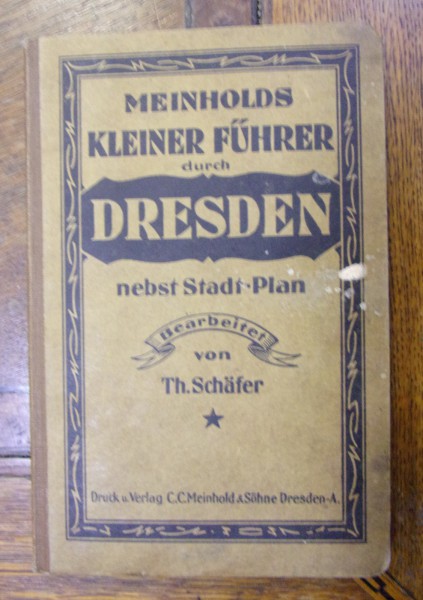 MEINHOLDS
KLEINER FÜHRER
durch
DRESDEN
nebst Stadt-Plan
Bearbeitet
von
Th. Schäfer
Druck u. Verlag C.C. Meinhold & Söhne Dresden-A.